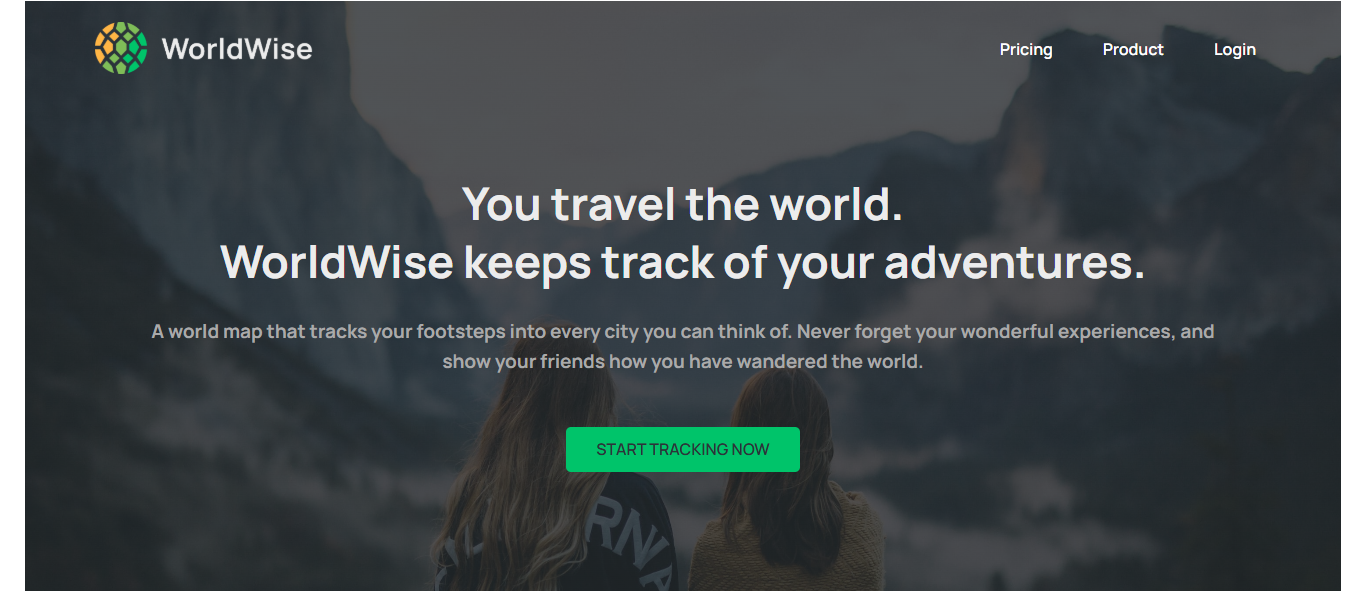 WorldWise
Pricing
Product
Login
You travel the world.
WorldWise keeps track of your adventures.
A world map that tracks your footsteps into every city you can think of. Never forget your wonderful experiences, and
show your friends how you have wandered the world.
START TRACKING NOW
RNIA